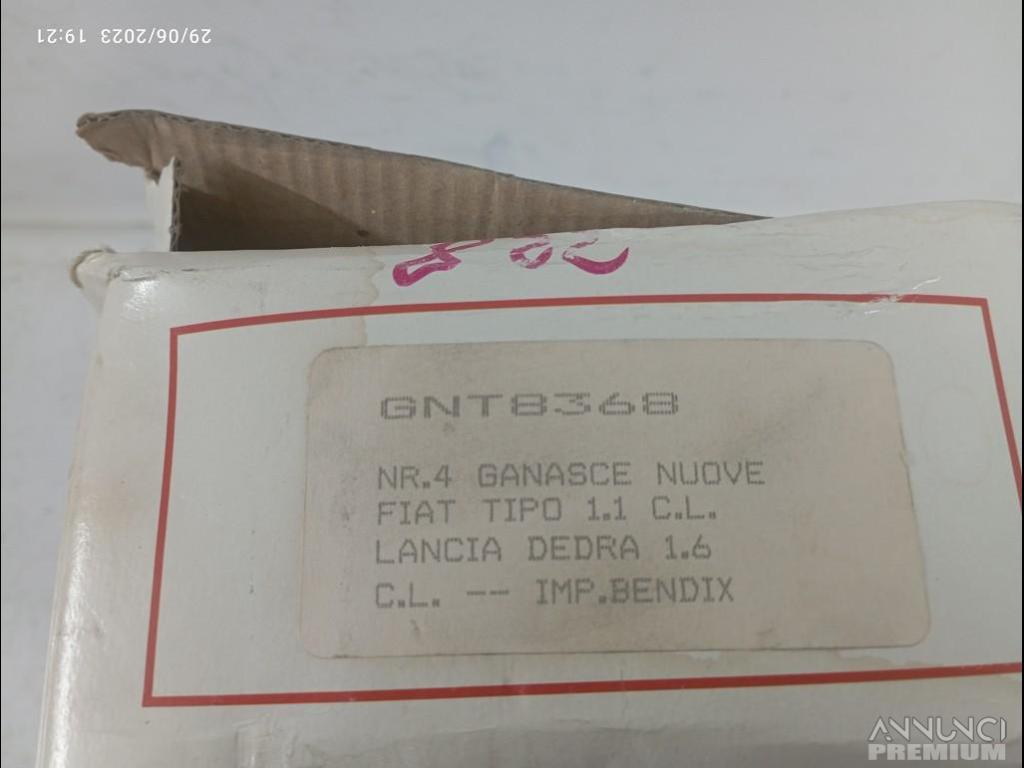 29/06/2023 19:21
GNT8368
NR.4 GANASCE NUOVE
FIAT TIPO 1.1 C.L.
LANCIA DEDRA 1.6
C.L. -- IMP.BENDIX
ANNUNCI
PREMIUM